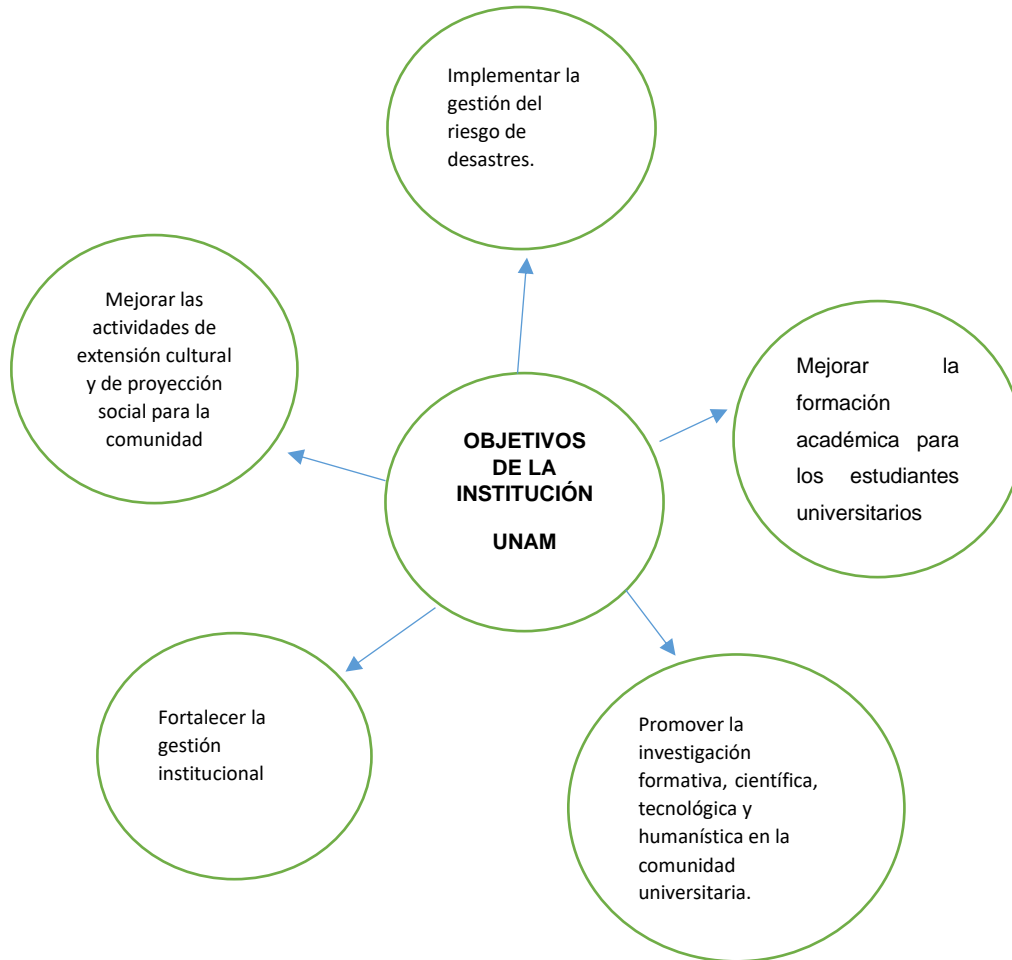 Implementar la
gestión del
riesgo de
desastres.
Mejorar las
actividades de
extensión cultural
y de proyección
social para la
comunidad
Mejorar la
formación
académica para
los estudiantes
universitarios
OBJETIVOS
DE LA
INSTITUCIÓN
UNAM
Fortalecer la
gestión
institucional
Promover la
investigación
formativa, científica,
tecnológica y
humanística en la
comunidad
universitaria.